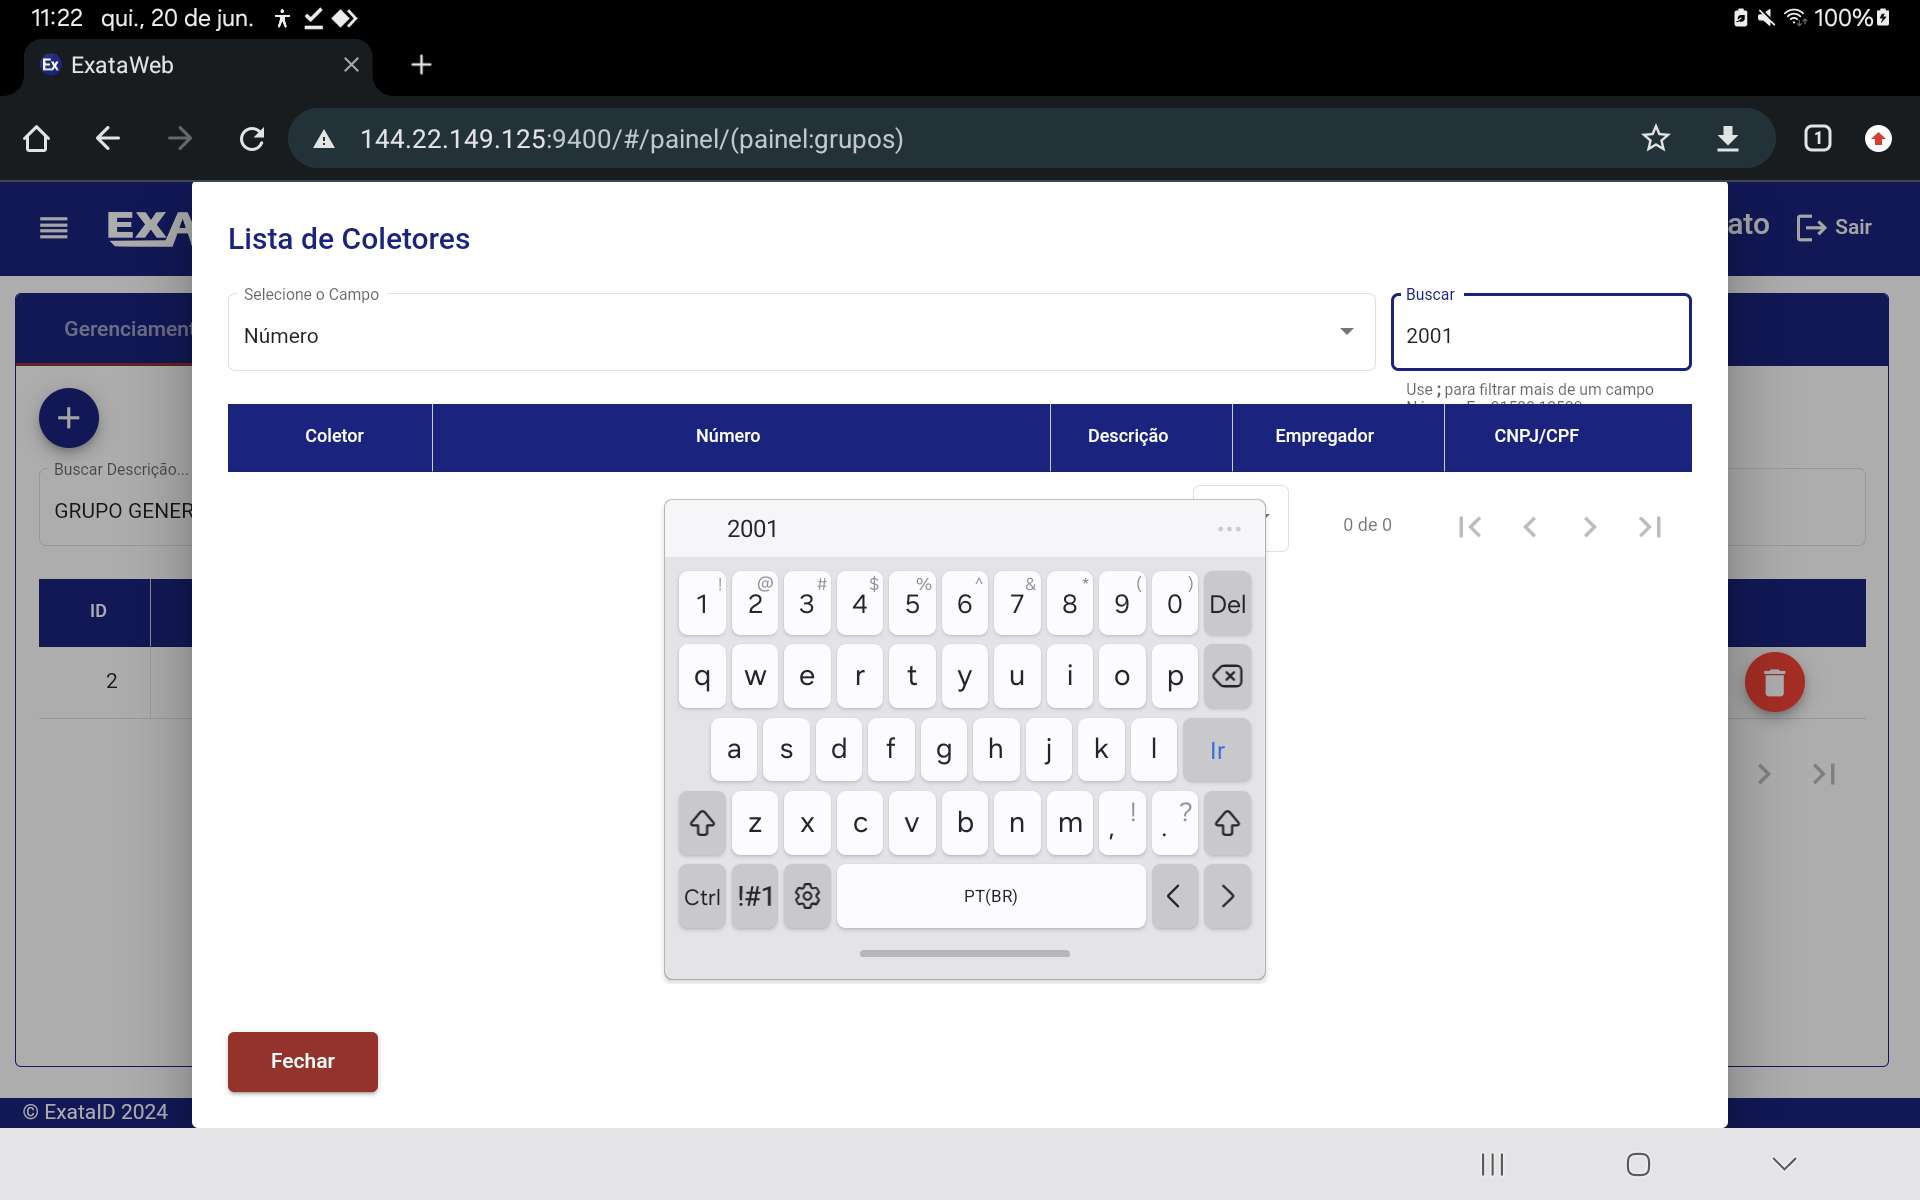 11:22 qui., 20 de jun.
100%
Ex ExataWeb
144.22.149.125:9400/#/painel/(painel:grupos)
1
EXA
ato
Sair
Lista de Coletores
Selecione o Campo
Número
Buscar
2001
Use ; para filtrar mais de um campo
Gerenciament
Buscar Descrição...
GRUPO GENER
Coletor Número Descrição Empregador CNPJ/CPF
0 de 0
ID
2
2001 ...
! @ # $ % ^ & * ( )
1 2 3 4 5 6 7 8 9 0 Del
q w e r t y u i o p
a s d f g h j k l Ir
z x c v b n m , ! . ?
Ctrl !#1 PT(BR) < >
Fechar
© ExataID 2024